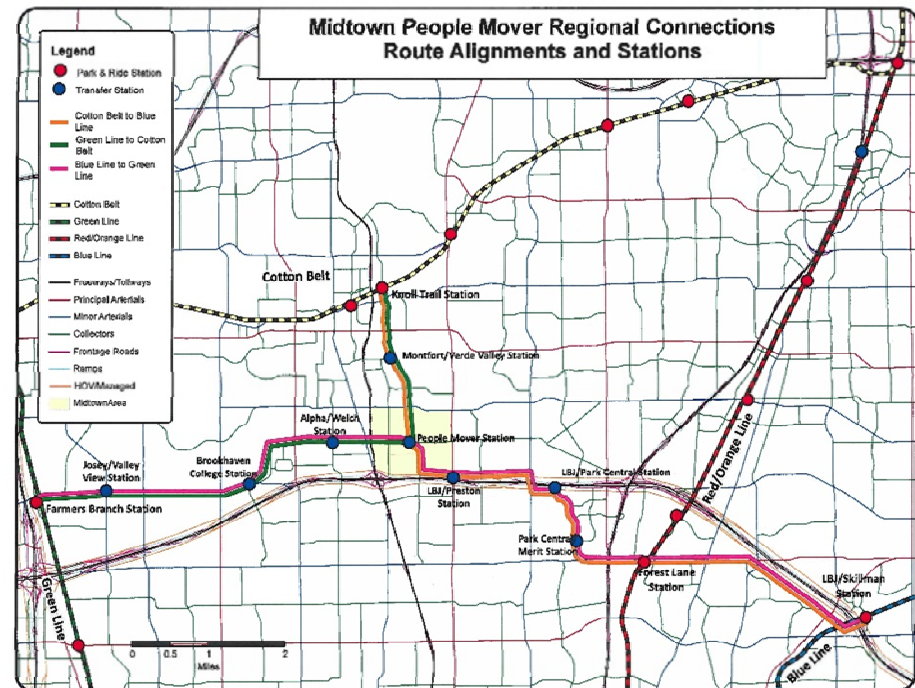 Midtown People Mover Regional Connections
Route Alignments and Stations
Legend
Park & Ride Station
Transfer Station
Cotton Belt to Blue
Line
Green Line to Cotton
Belt
Blue Line to Green
Line
Cotton Belt
Green Line
Red/Orange Line
Blue Line
Freeways/Tollways
Principal Arterials
Minor Arterials
Collectors
Frontage Roads
Ramps
HOV/Managed
MidtownArea
Cotton Belt
Knoll Trail Station
Montfort/Verde Valley Station
Alpha/Welch
Station
People Mover Station
Josey/Valley
View Station
Brookhaven
College Station
LBJ/Park Central Station
LBJ/Preston
Station
Farmers Branch Station
Red/Orange Line
Park Central
Merit Station
Forest Lane
Station
LBJ/Skillman
Station
Green Line
Blue Line
0 0.5 1 2
Miles